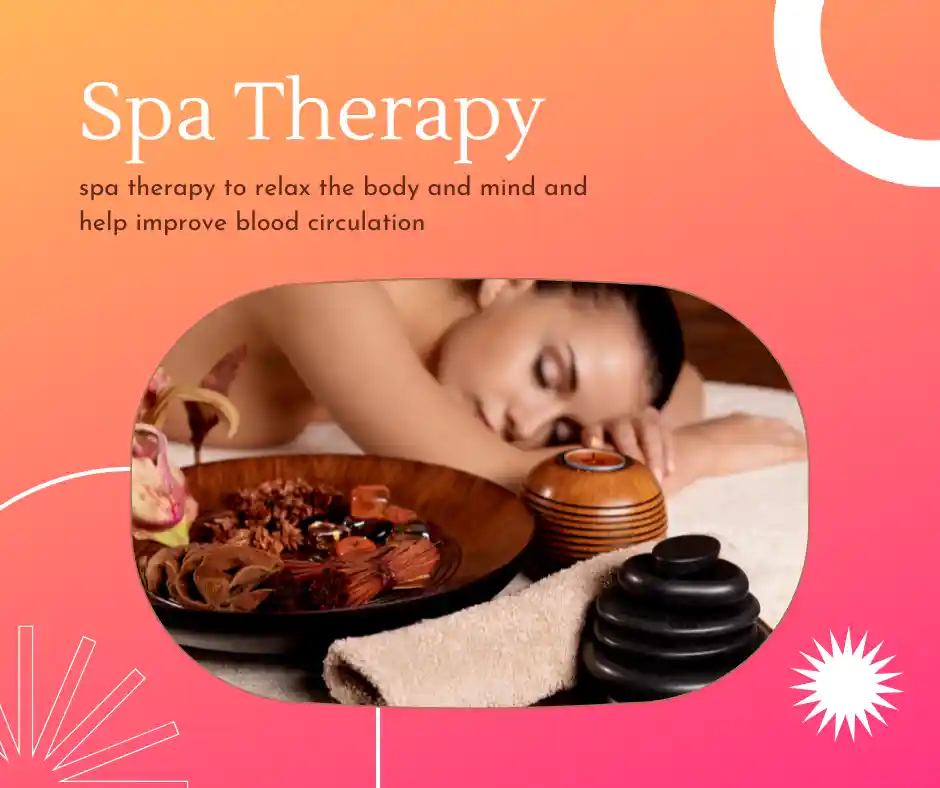 Spa Therapy
spa therapy to relax the body and mind and
help improve blood circulation